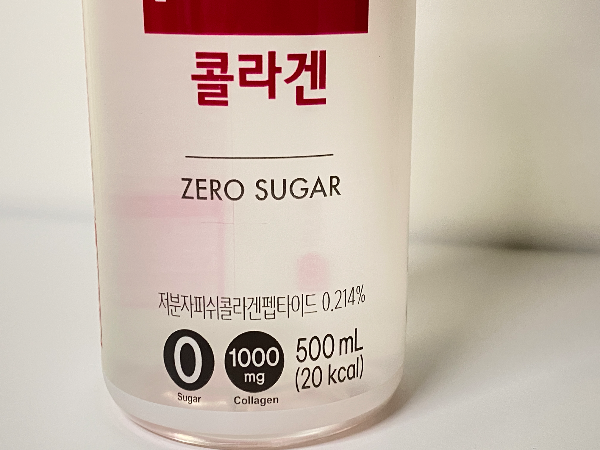 콜라겐
ZERO SUGAR
저분자피쉬콜라겐펩타이드 0.214%
0
Sugar
1000
mg
Collagen
500 mL
(20 kcal)